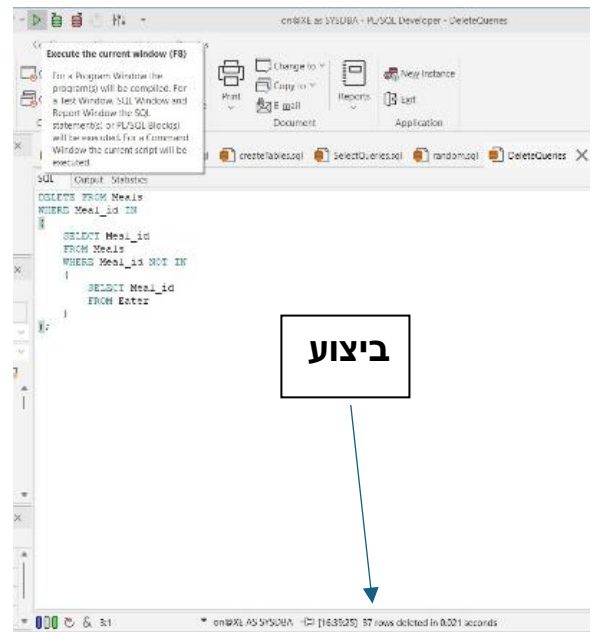 on@XE as SYSDBA - PL/SQL Developer - DeleteQueries
Execute the current window (F8)
For a Program Window the
program(s) will be compiled. For
a Test Window, SQL Window and
Report Window the SQL
statement(s) or PL/SQL Block(s)
will be executed. For a Command
Window the current script will be
executed.
Change to
Copy to
E mail
Print
Document
Reports
New Instance
Exit
Application
createTables.sql SelectQueries.sql random.sql DeleteQueries
SQL Output Statistics
DELETE FROM Meals
WHERE Meal_id IN
(
SELECT Meal_id
FROM Meals
WHERE Meal_id NOT IN
(
SELECT Meal_id
FROM Eater
)
);
ביצוע
3:1 on@XE AS SYSDBA [16:39:25] 37 rows deleted in 0.021 seconds